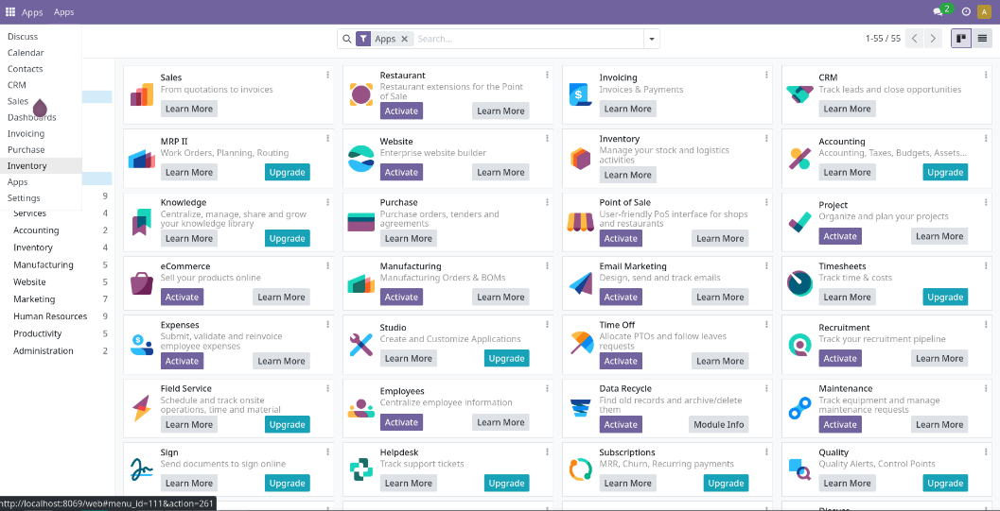 Apps
Apps
2
A
Discuss
Calendar
Contacts
CRM
Sales
Dashboards
Invoicing
Purchase
Inventory
Apps
Settings
9
Services 4
Accounting 2
Inventory 4
Manufacturing 5
Website 5
Marketing 7
Human Resources 9
Productivity 5
Administration 2
Apps
Search...
1-55 / 55
Sales
From quotations to invoices
Learn More
Restaurant
Restaurant extensions for the Point
of Sale
Activate
Learn More
Invoicing
Invoices & Payments
Learn More
CRM
Track leads and close opportunities
Learn More
MRP II
Work Orders, Planning, Routing
Learn More
Upgrade
Website
Enterprise website builder
Activate
Learn More
Inventory
Manage your stock and logistics
activities
Learn More
Accounting
Accounting, Taxes, Budgets, Assets...
Learn More
Upgrade
Knowledge
Centralize, manage, share and grow
your knowledge library
Learn More
Upgrade
Purchase
Purchase orders, tenders and
agreements
Learn More
Point of Sale
User-friendly PoS interface for shops
and restaurants
Activate
Learn More
Project
Organize and plan your projects
Activate
Learn More
eCommerce
Sell your products online
Activate
Learn More
Manufacturing
Manufacturing Orders & BOMs
Activate
Learn More
Email Marketing
Design, send and track emails
Activate
Learn More
Timesheets
Track time & costs
Learn More
Upgrade
Expenses
Submit, validate and reinvoice
employee expenses
Activate
Learn More
Studio
Create and Customize Applications
Learn More
Upgrade
Time Off
Allocate PTOs and follow leaves
requests
Activate
Learn More
Recruitment
Track your recruitment pipeline
Activate
Learn More
Field Service
Schedule and track onsite
operations, time and material
Learn More
Upgrade
Employees
Centralize employee information
Activate
Learn More
Data Recycle
Find old records and archive/delete
them
Activate
Module Info
Maintenance
Track equipment and manage
maintenance requests
Activate
Learn More
Sign
Send documents to sign online
Learn More
Upgrade
Helpdesk
Track support tickets
Learn More
Upgrade
Subscriptions
MRR, Churn, Recurring payments
Learn More
Upgrade
Quality
Quality Alerts, Control Points
Learn More
Upgrade
http://localhost:8069/web#menu_id=111&action=261